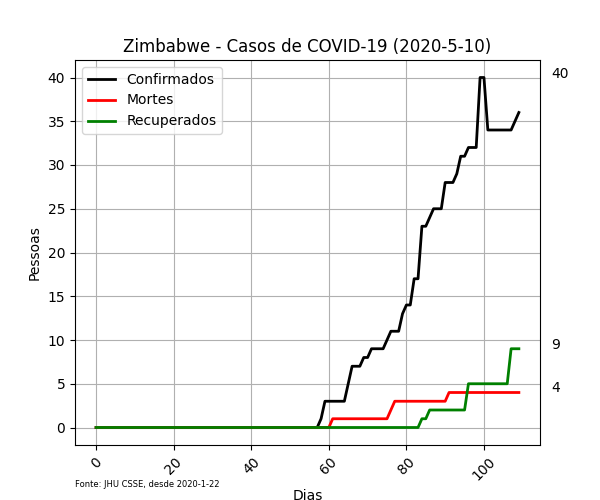 Zimbabwe - Casos de COVID-19 (2020-5-10)
Confirmados
Mortes
Recuperados
Pessoas
40
35
30
25
20
15
10
5
0
40
9
4
0
20
40
60
80
100
Fonte: JHU CSSE, desde 2020-1-22
Dias